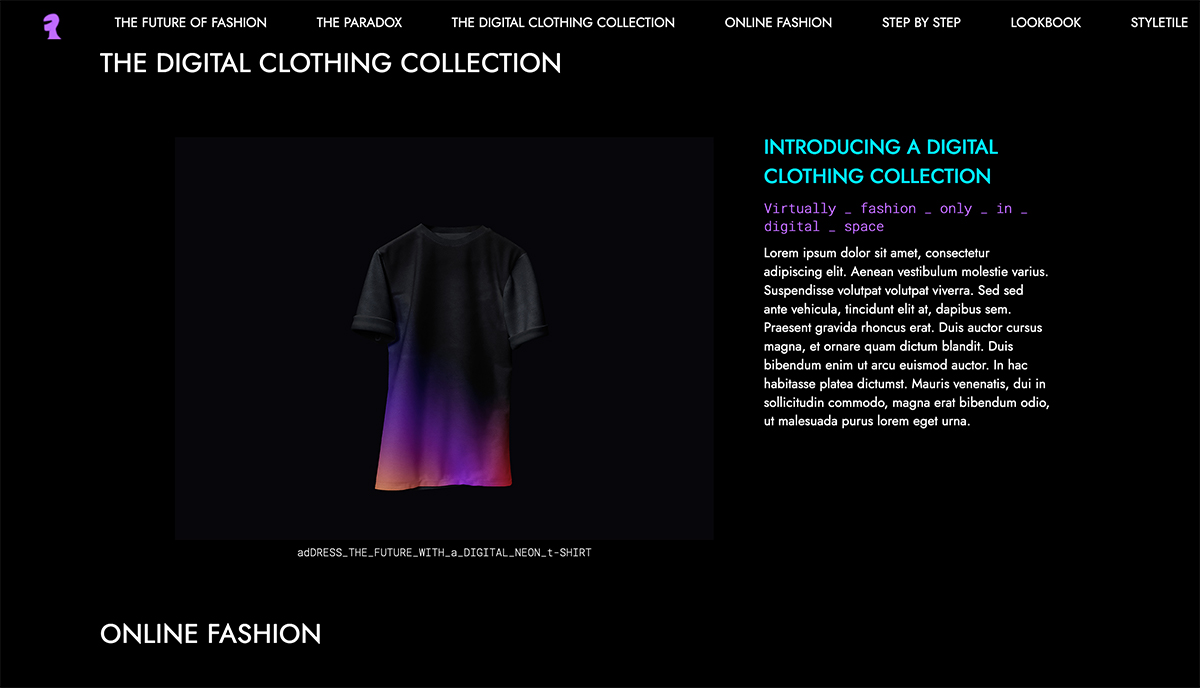 THE FUTURE OF FASHION THE PARADOX THE DIGITAL CLOTHING COLLECTION ONLINE FASHION STEP BY STEP LOOKBOOK STYLETILE
THE DIGITAL CLOTHING COLLECTION
INTRODUCING A DIGITAL
CLOTHING COLLECTION
Virtually _ fashion _ only _ in _
digital _ space
Lorem ipsum dolor sit amet, consectetur
adipiscing elit. Aenean vestibulum molestie varius.
Suspendisse volutpat volutpat viverra. Sed sed
ante vehicula, tincidunt elit at, dapibus sem.
Praesent gravida rhoncus erat. Duis auctor cursus
magna, et ornare quam dictum blandit. Duis
bibendum enim ut arcu euismod auctor. In hac
habitasse platea dictumst. Mauris venenatis, dui in
sollicitudin commodo, magna erat bibendum odio,
ut malesuada purus lorem eget urna.
adDRESS_THE_FUTURE_WITH_a_DIGITAL_NEON_t-SHIRT
ONLINE FASHION